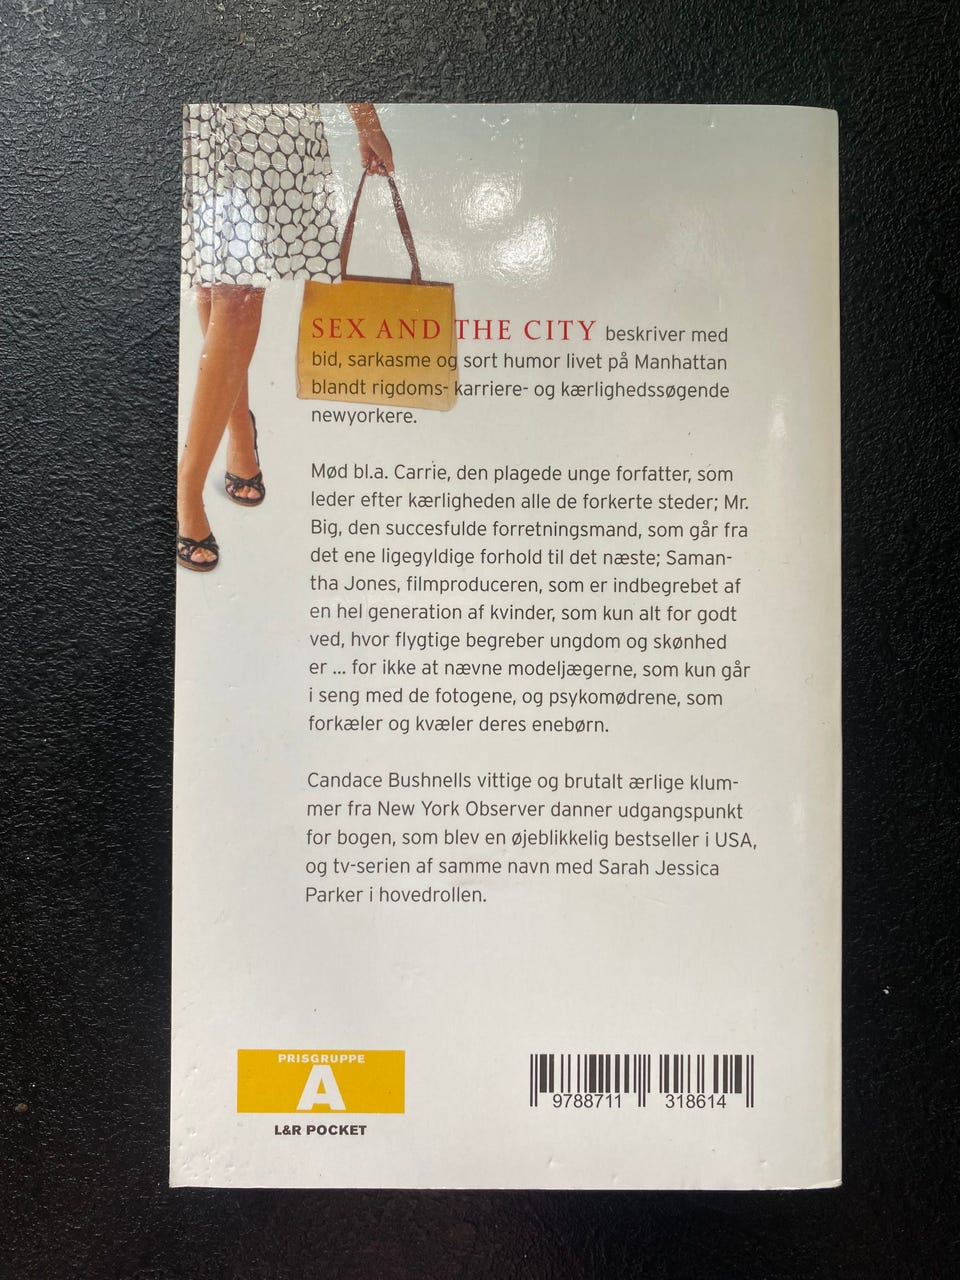 SEX AND THE CITY beskriver med
bid, sarkasme og sort humor livet på Manhattan
blandt rigdoms- karriere- og kærlighedssøgende
newyorkere.
Mød bl.a. Carrie, den plagede unge forfatter, som
leder efter kærligheden alle de forkerte steder; Mr.
Big, den succesfulde forretningsmand, som går fra
det ene ligegyldige forhold til det næste; Saman-
tha Jones, filmproduceren, som er indbegrebet af
en hel generation af kvinder, som kun alt for godt
ved, hvor flygtige begreber ungdom og skønhed
er ... for ikke at nævne modeljægerne, som kun går
i seng med de fotogene, og psykomødrene, som
forkæler og kvæler deres enebørn.
Candace Bushnells vittige og brutalt ærlige klum-
mer fra New York Observer danner udgangspunkt
for bogen, som blev en øjeblikkelig bestseller i USA,
og tv-serien af samme navn med Sarah Jessica
Parker i hovedrollen.
PRISGRUPPE
A
L&R POCKET
9788711 318614